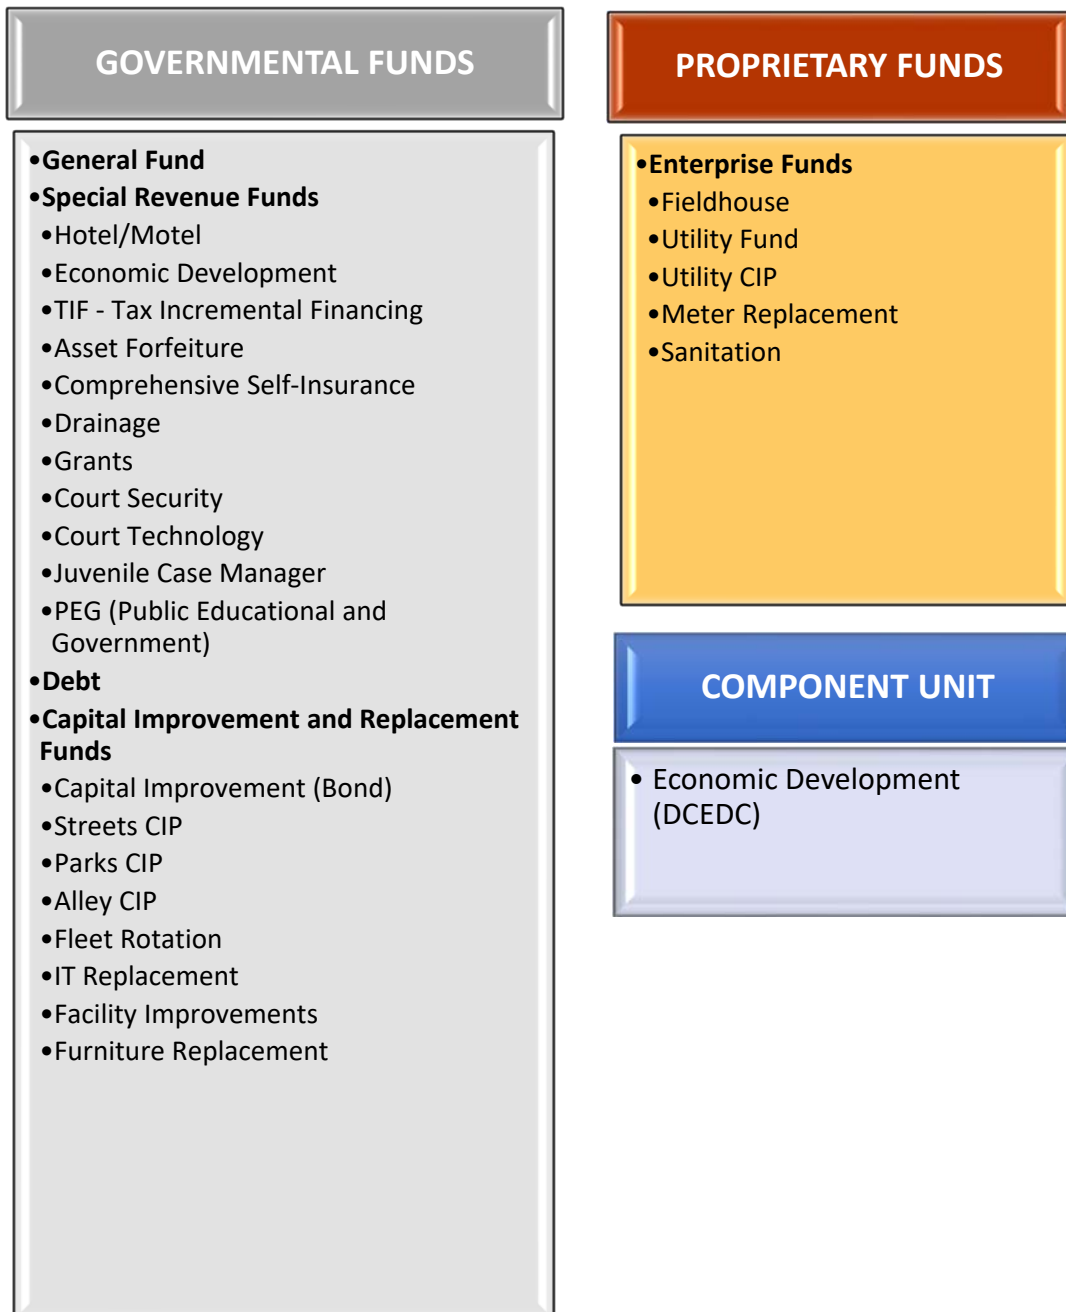 GOVERNMENTAL FUNDS
•General Fund
•Special Revenue Funds
•Hotel/Motel
•Economic Development
•TIF - Tax Incremental Financing
•Asset Forfeiture
•Comprehensive Self-Insurance
•Drainage
•Grants
•Court Security
•Court Technology
•Juvenile Case Manager
•PEG (Public Educational and
Government)
•Debt
•Capital Improvement and Replacement
Funds
•Capital Improvement (Bond)
•Streets CIP
•Parks CIP
•Alley CIP
•Fleet Rotation
•IT Replacement
•Facility Improvements
•Furniture Replacement
PROPRIETARY FUNDS
•Enterprise Funds
•Fieldhouse
•Utility Fund
•Utility CIP
•Meter Replacement
•Sanitation
COMPONENT UNIT
• Economic Development
(DCEDC)